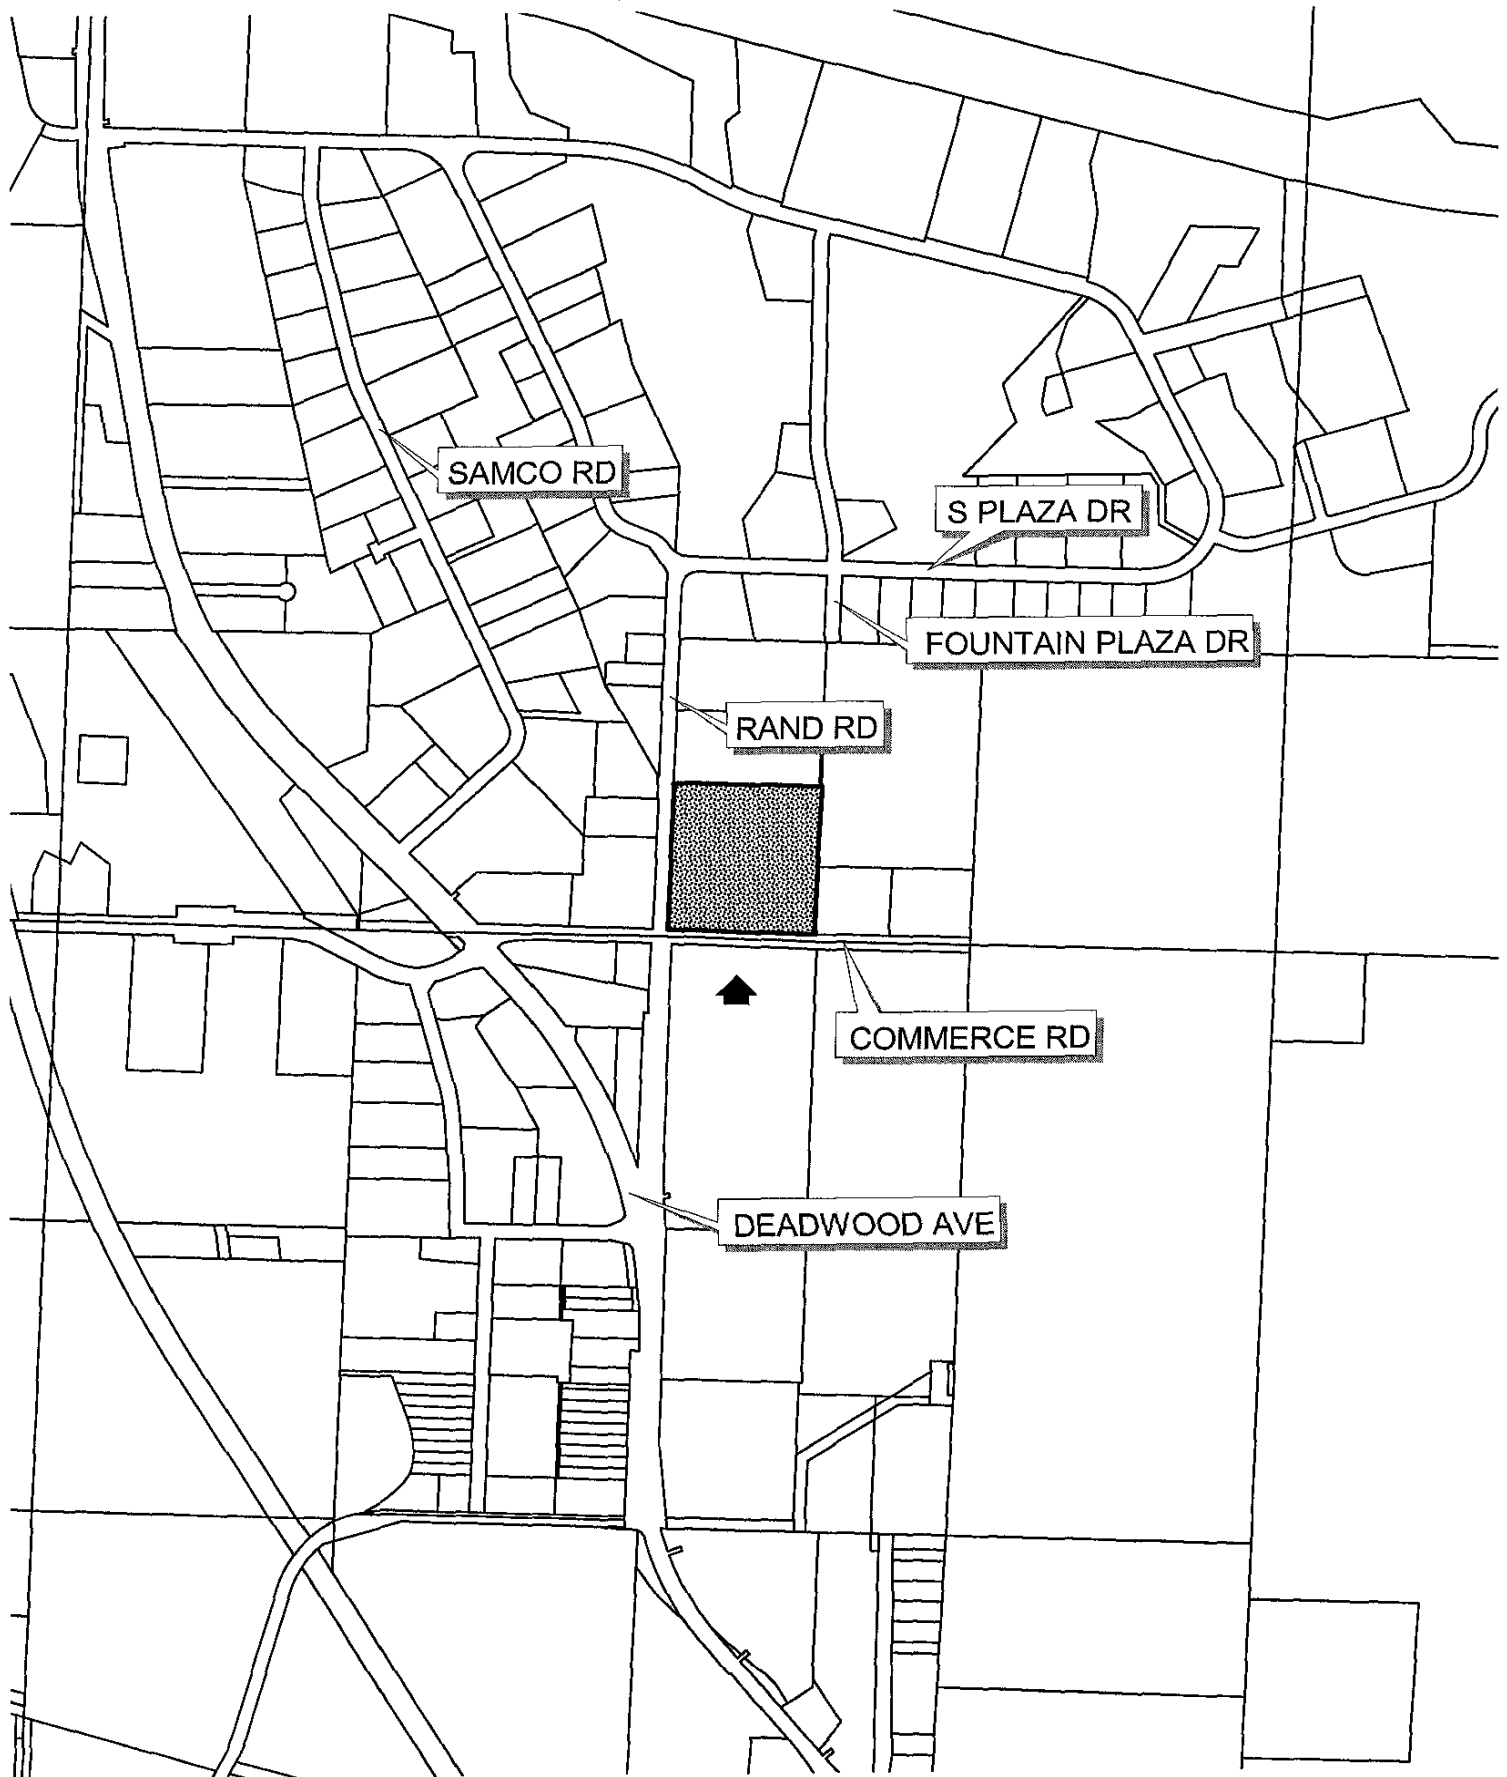 SAMCO RD
S PLAZA DR
FOUNTAIN PLAZA DR
RAND RD
COMMERCE RD
DEADWOOD AVE